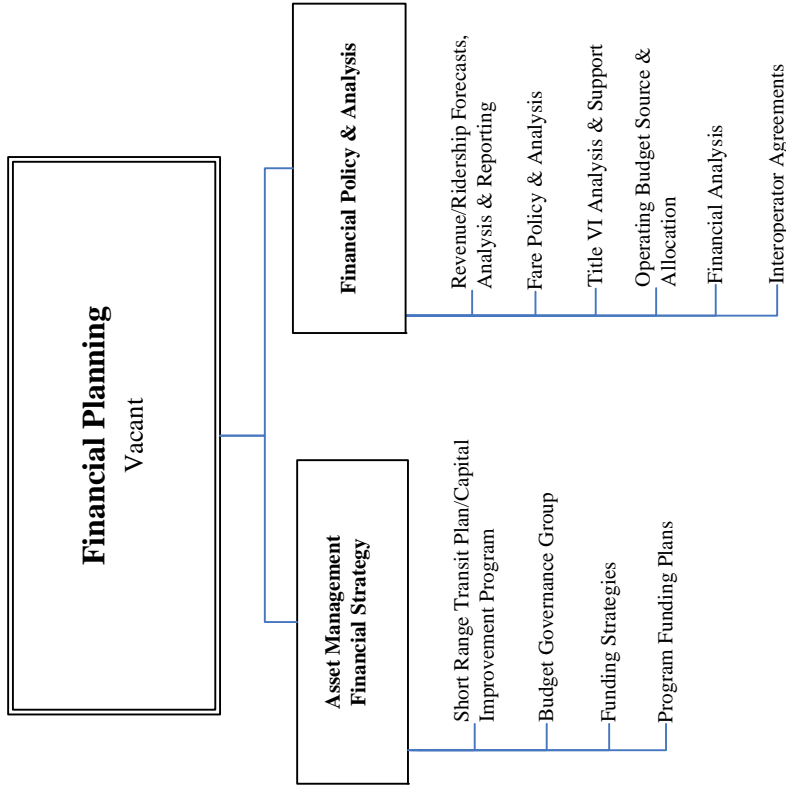 Financial Planning
Vacant
Asset Management
Financial Strategy
Short Range Transit Plan/Capital
Improvement Program
Budget Governance Group
Funding Strategies
Program Funding Plans
Financial Policy & Analysis
Revenue/Ridership Forecasts,
Analysis & Reporting
Fare Policy & Analysis
Title VI Analysis & Support
Operating Budget Source &
Allocation
Financial Analysis
Interoperator Agreements